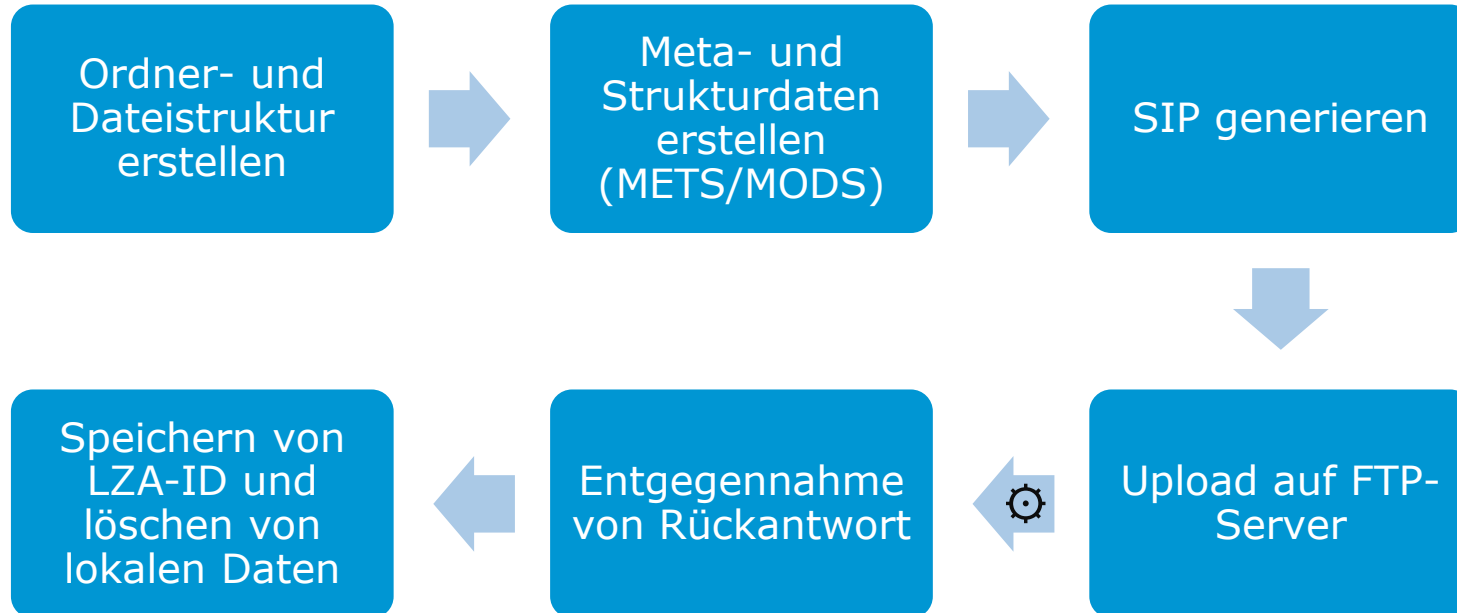 Ordner- und
Dateistruktur
erstellen
Meta- und
Strukturdaten
erstellen
(METS/MODS)
SIP generieren
Upload auf FTP-
Server
Entgegennahme
von Rückantwort
Speichern von
LZA-ID und
löschen von
lokalen Daten